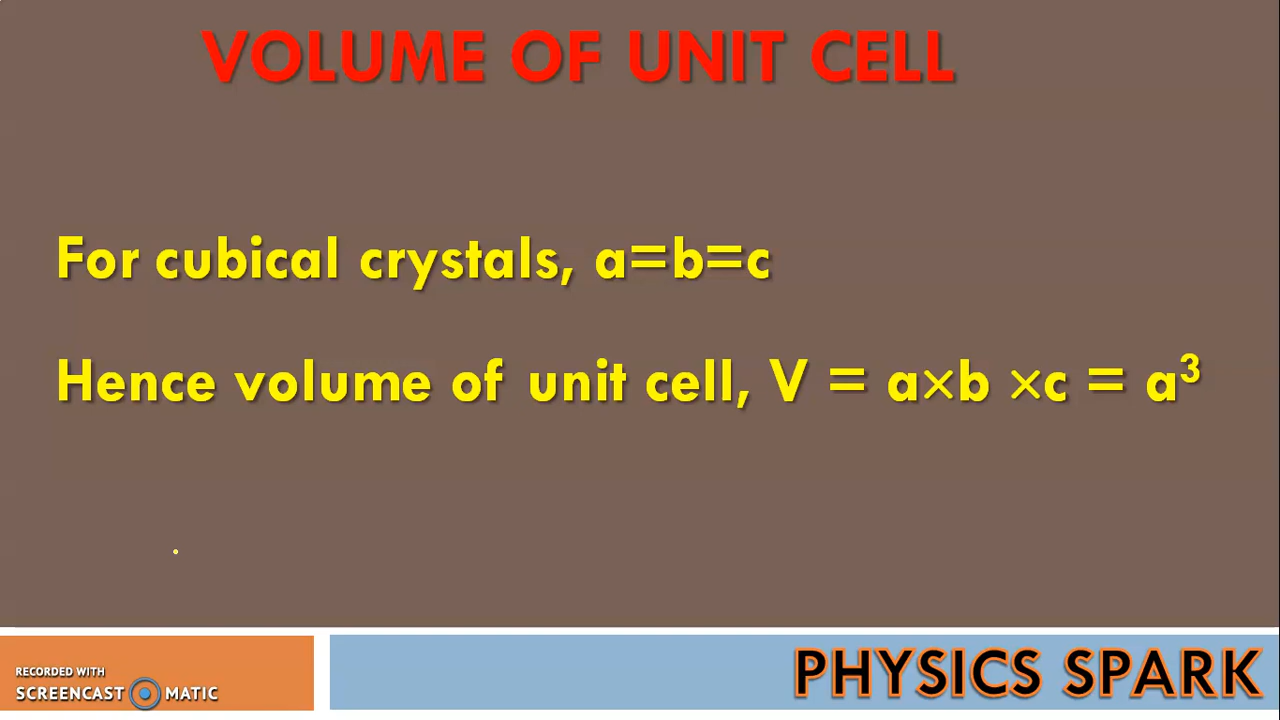 VOLUME OF UNIT CELL
For cubical crystals, a=b=c
Hence volume of unit cell, V = a×b ×c = a³
RECORDED WITH
SCREENCAST MATIC
PHYSICS SPARK